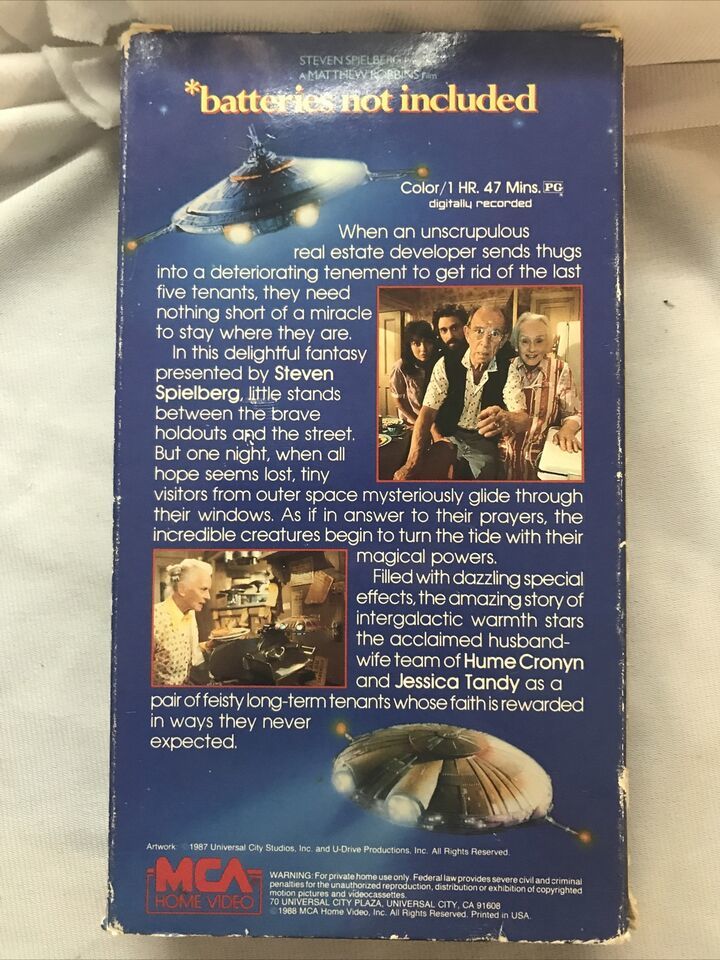 STEVEN SPIELBERG
A MATTHEW ROBBINS Film
*batteries not included
Color/1 HR. 47 Mins. PG
digitally recorded
When an unscrupulous
real estate developer sends thugs
into a deteriorating tenement to get rid of the last
five tenants, they need
nothing short of a miracle
to stay where they are.
In this delightful fantasy
presented by Steven
Spielberg, little stands
between the brave
holdouts and the street.
But one night, when all
hope seems lost, tiny
visitors from outer space mysteriously glide through
their windows. As if in answer to their prayers, the
incredible creatures begin to turn the tide with their
magical powers.
Filled with dazzling special
effects, the amazing story of
intergalactic warmth stars
the acclaimed husband-
wife team of Hume Cronyn
and Jessica Tandy as a
pair of feisty long-term tenants whose faith is rewarded
in ways they never
expected.
Artwork © 1987 Universal City Studios, Inc. and U-Drive Productions, Inc. All Rights Reserved.
MCA
HOME VIDEO
WARNING: For private home use only. Federal law provides severe civil and criminal
penalties for the unauthorized reproduction, distribution or exhibition of copyrighted
motion pictures and videocassettes.
70 UNIVERSAL CITY PLAZA, UNIVERSAL CITY, CA 91608
© 1988 MCA Home Video, Inc. All Rights Reserved. Printed in USA.